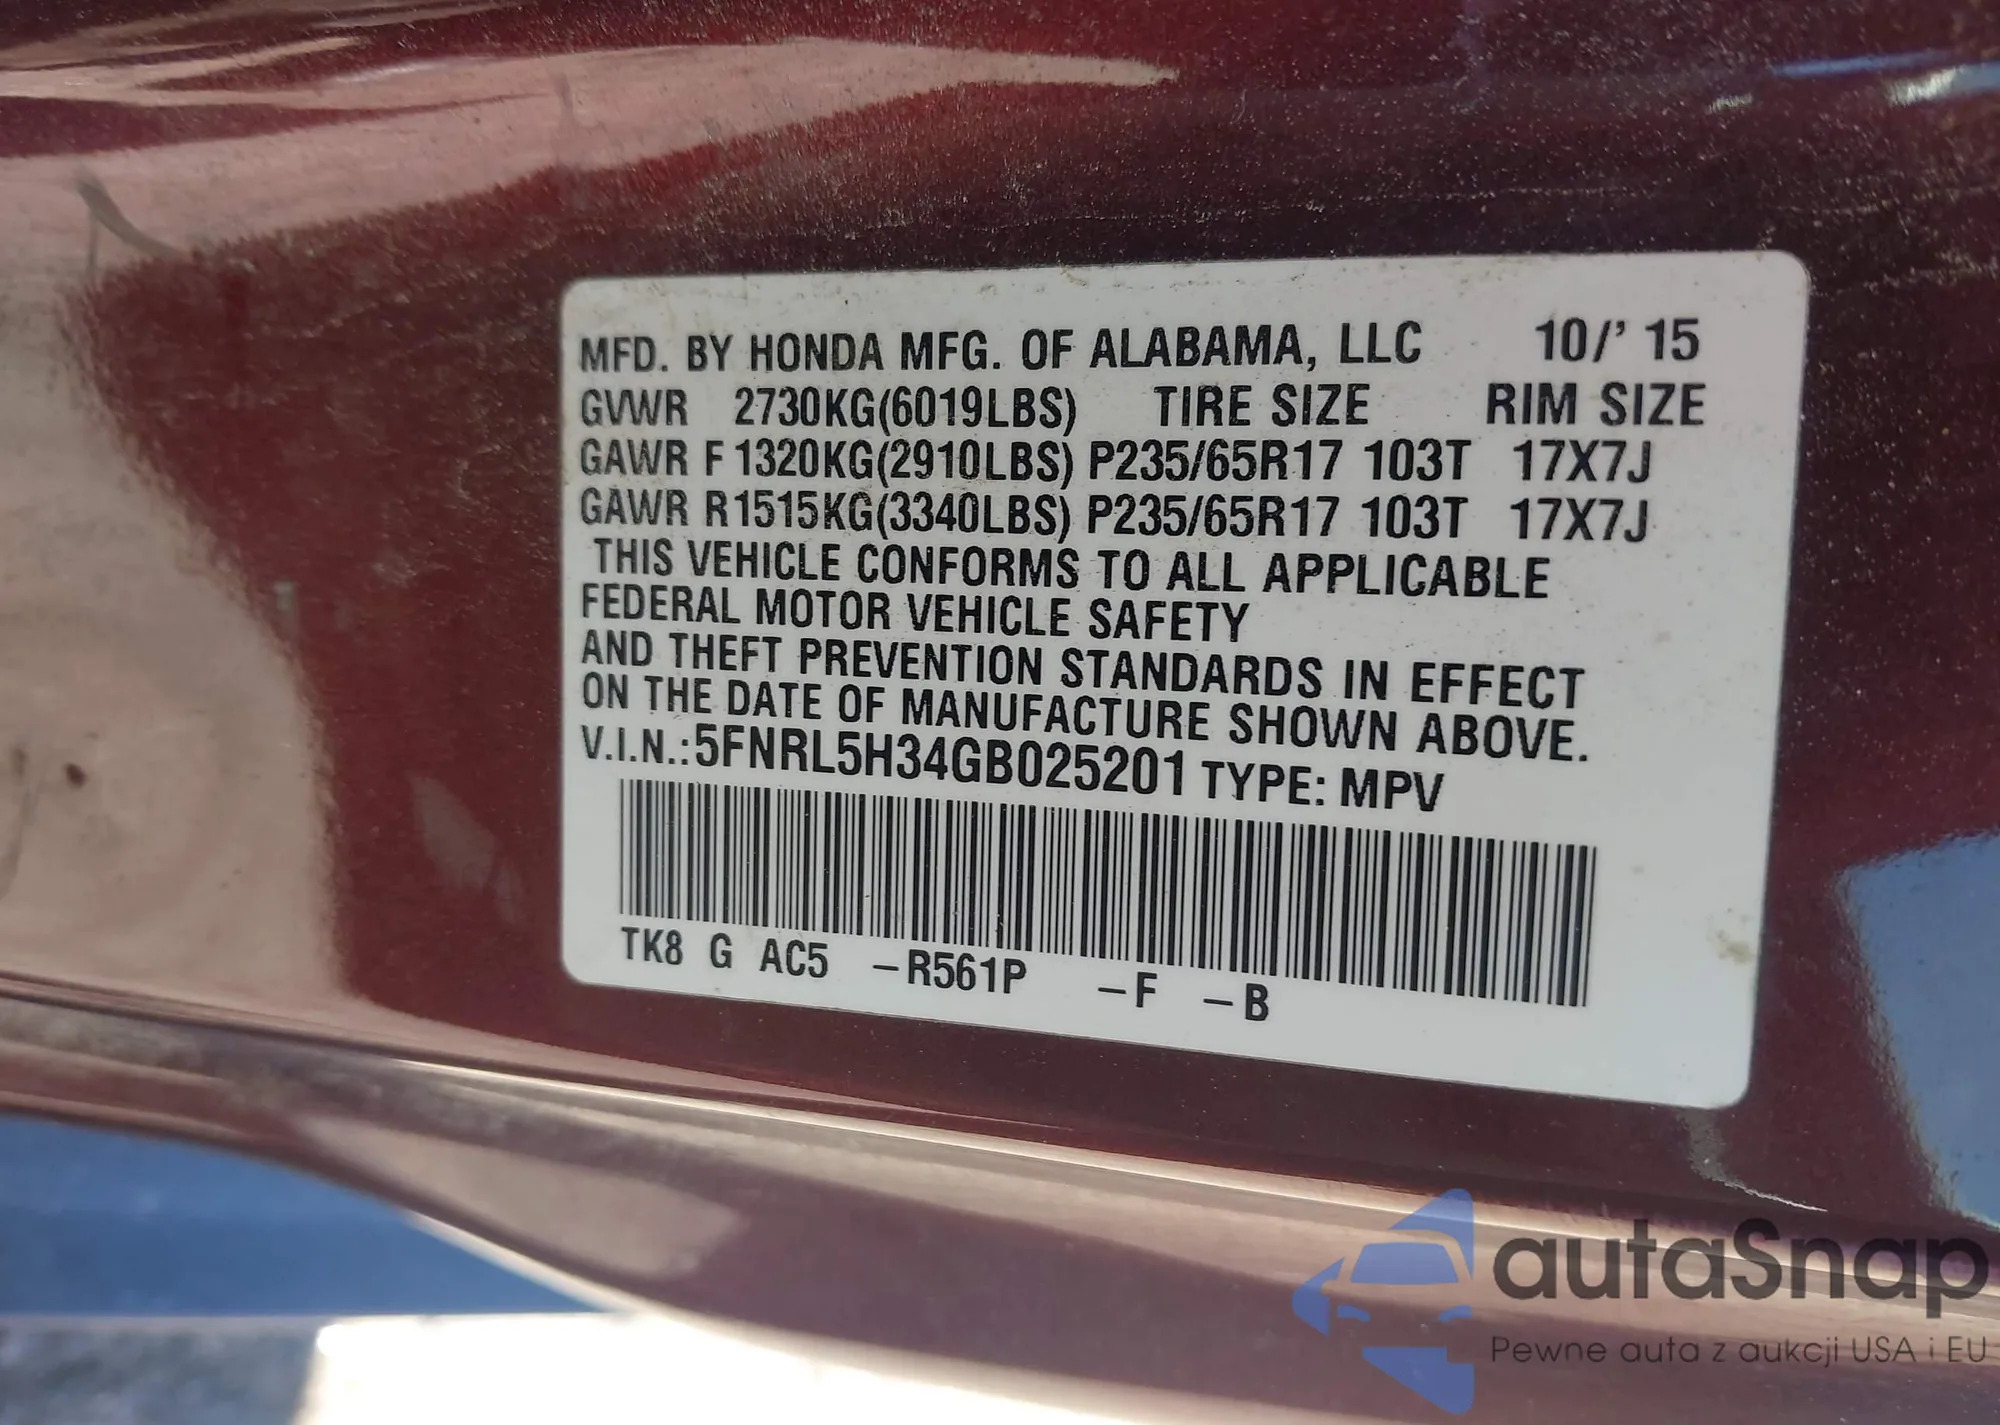 MFD. BY HONDA MFG. OF ALABAMA, LLC 10/' 15
GVWR 2730KG(6019LBS) TIRE SIZE RIM SIZE
GAWR F 1320KG(2910LBS) P235/65R17 103T 17X7J
GAWR R1515KG(3340LBS) P235/65R17 103T 17X7J
THIS VEHICLE CONFORMS TO ALL APPLICABLE
FEDERAL MOTOR VEHICLE SAFETY
AND THEFT PREVENTION STANDARDS IN EFFECT
ON THE DATE OF MANUFACTURE SHOWN ABOVE.
V.I.N.:5FNRL5H34GB025201 TYPE: MPV
TK8 G AC5 –R561P –F –B
autaSnap
Pewne auta z aukcji USA i EU